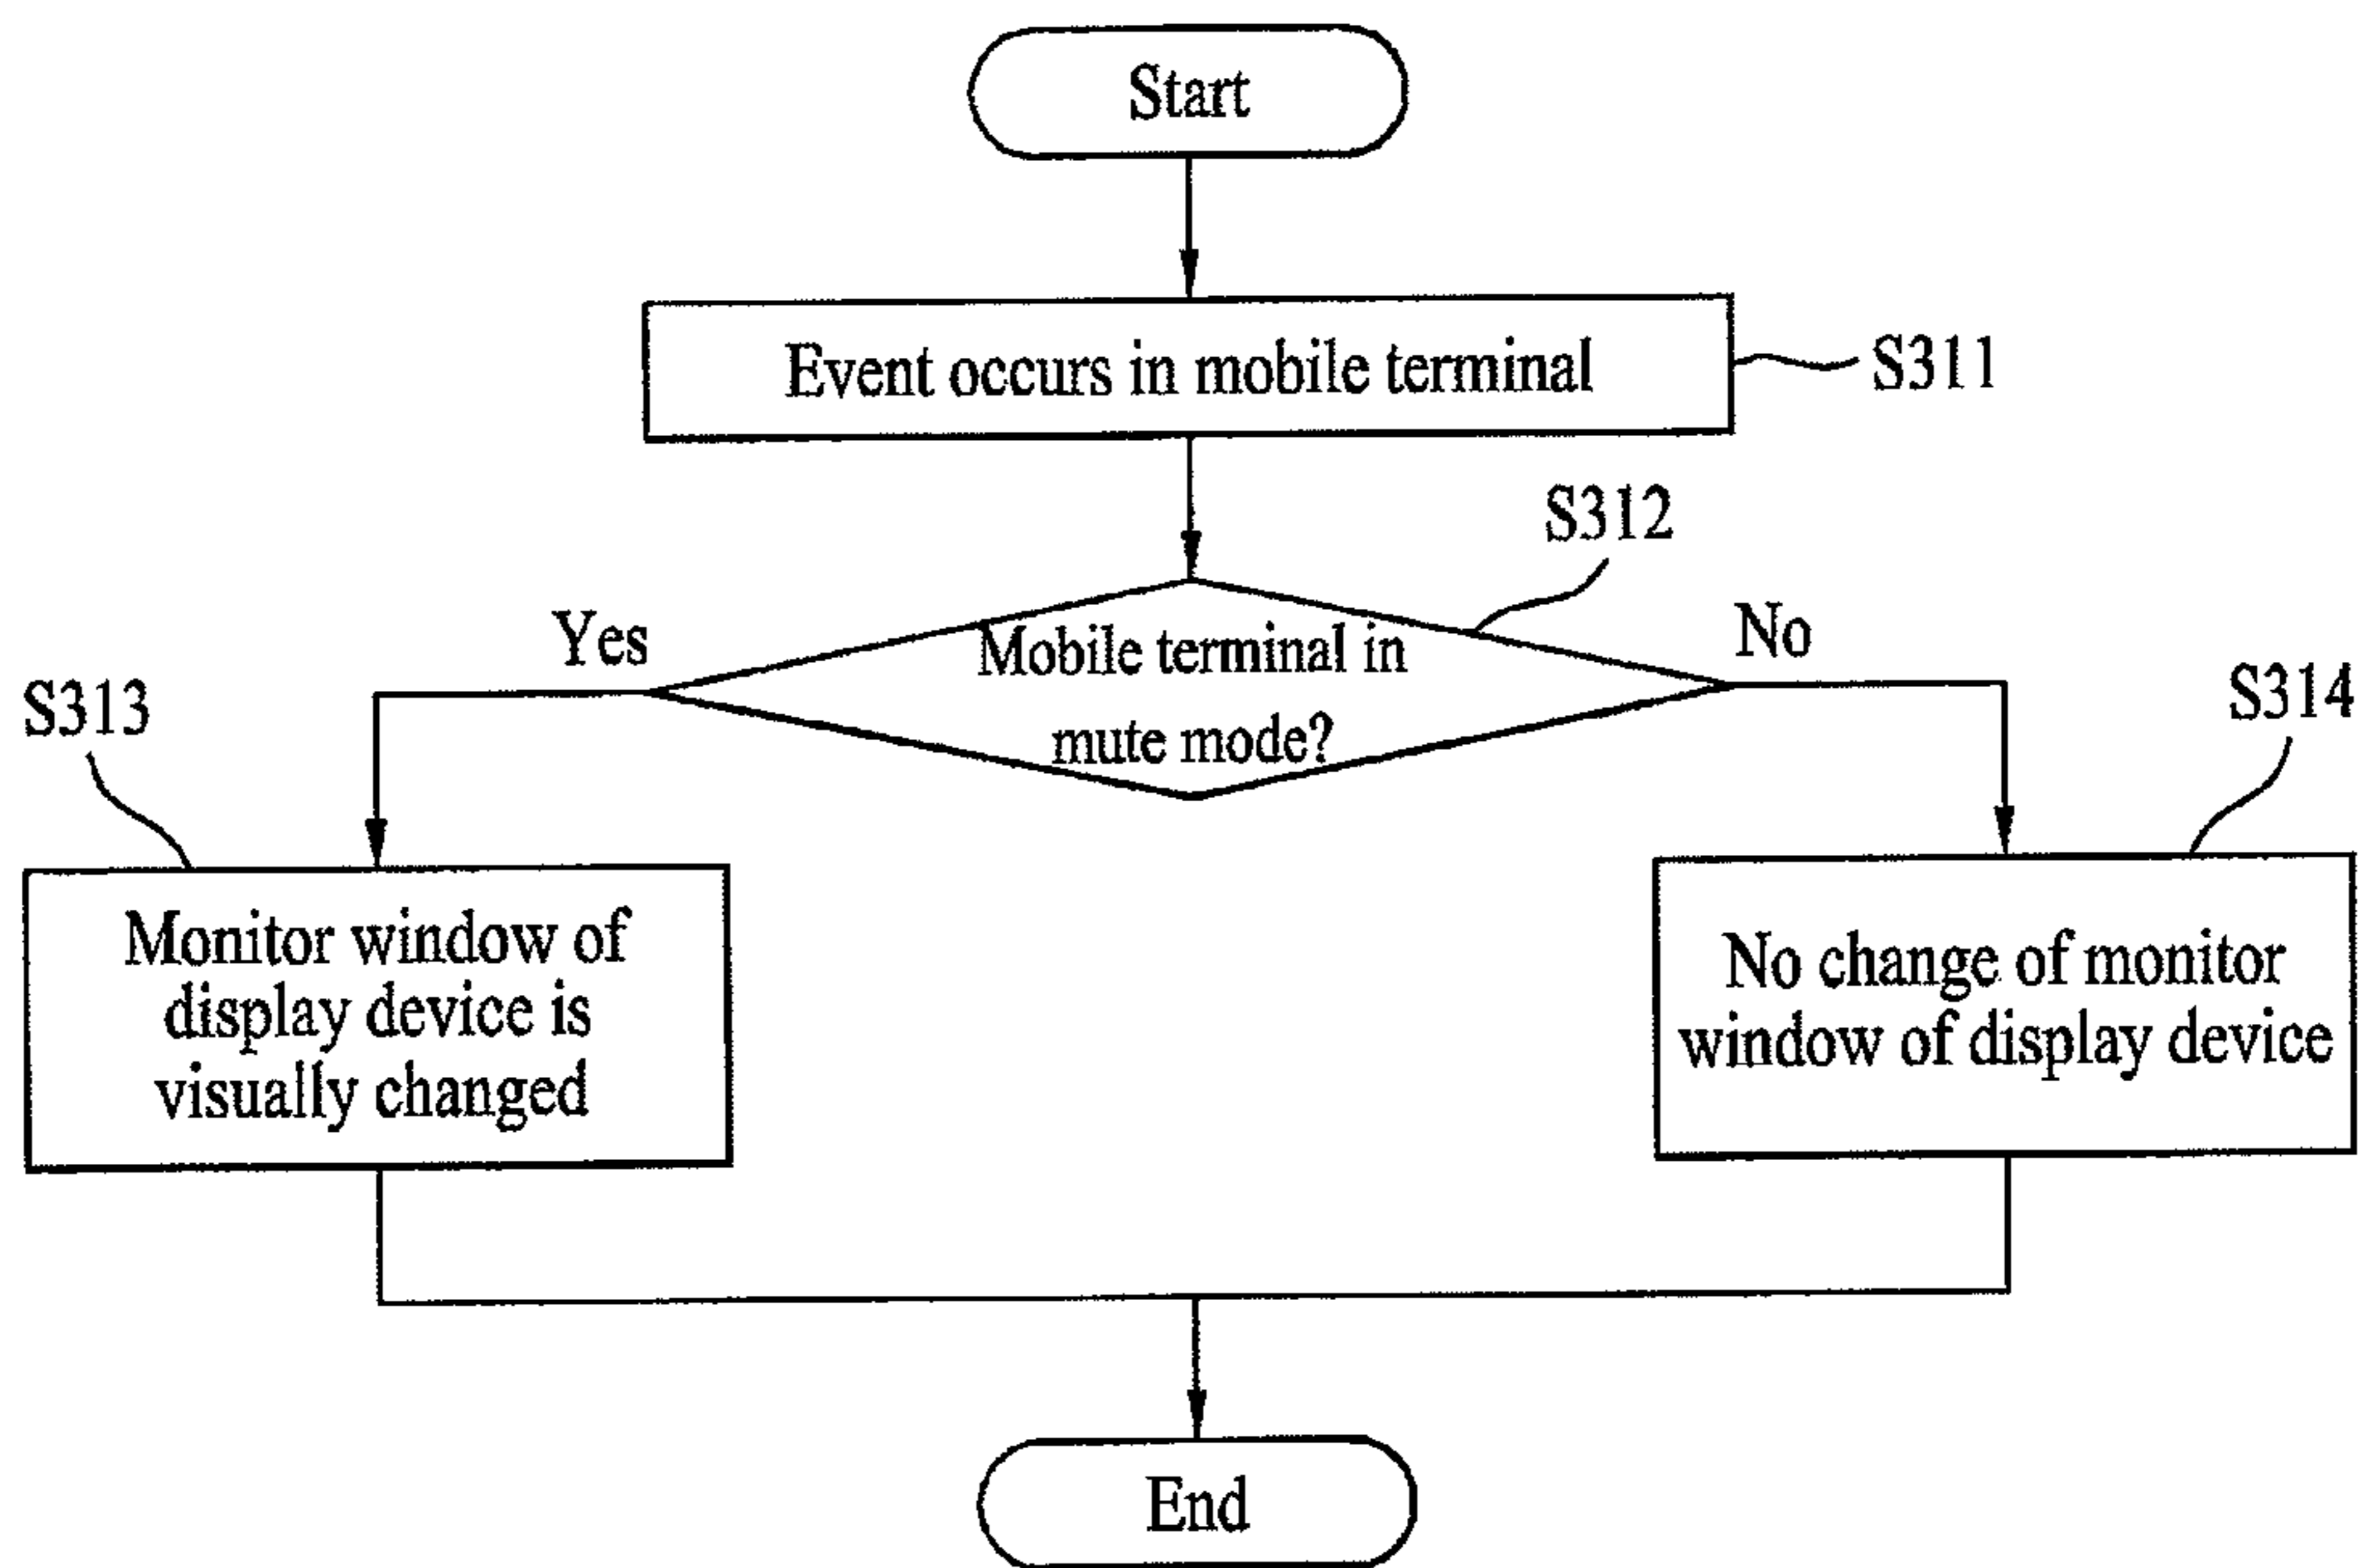 Start
Event occurs in mobile terminal
S311
S312
Yes
Mobile terminal in
mute mode?
No
S313
S314
Monitor window of
display device is
visually changed
No change of monitor
window of display device
End